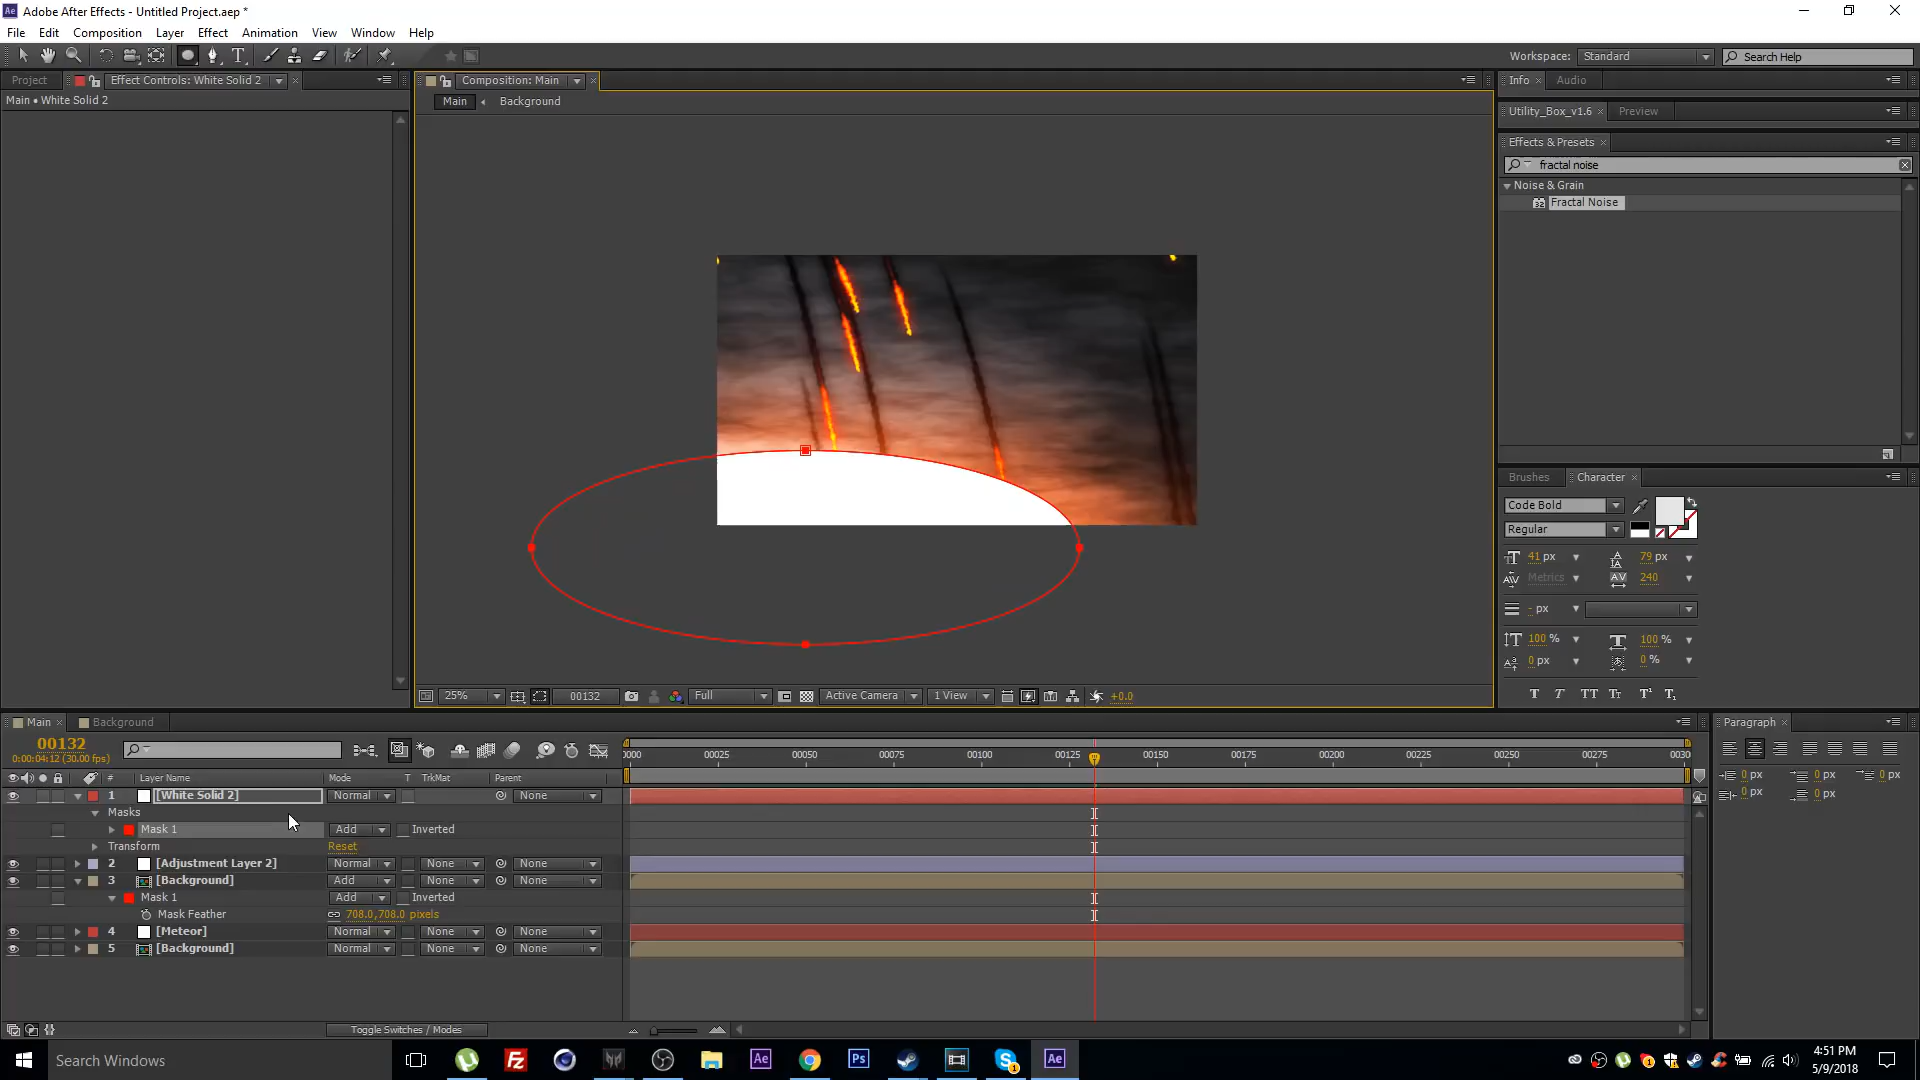 Adobe After Effects - Untitled Project.aep *
File Edit Composition Layer Effect Animation View Window Help
Workspace: Standard Search Help
Project Effect Controls: White Solid 2 Composition: Main Info Audio
Main • White Solid 2
Main Background
Utility_Box_v1.6 Preview
Effects & Presets
fractal noise
Noise & Grain
Fractal Noise
Brushes Character
Code Bold
Regular
41 px 79 px
Metrics 240
- px
100 % 100 %
0 px 0 %
T T TT Tт T¹ T₁
25% 00132 Full Active Camera 1 View +0.0
Main Background Paragraph
00132
0:00:04:12 (30.00 fps)
0000 00025 00050 00075 00100 00125 00150 00175 00200 00225 00250 00275 0030
# Layer Name Mode T TrkMat Parent
1 [White Solid 2] Normal None
Masks
Mask 1 Add Inverted
Transform Reset
2 [Adjustment Layer 2] Normal None None
3 [Background] Add None None
Mask 1 Add Inverted
Mask Feather 708.0,708.0 pixels
4 [Meteor] Normal None None
5 [Background] Normal None None
0 px 0 px 0 px
0 px 0 px
Toggle Switches / Modes
Search Windows
4:51 PM
5/9/2018